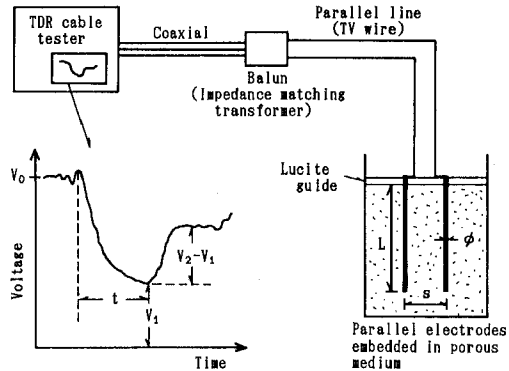 TDR cable
tester
Coaxial
Balun
(Impedance matching
transformer)
Parallel line
(TV wire)
Lucite
guide
L
ϕ
S
Parallel electrodes
embedded in porous
medium
V₀
Voltage
t
V₂-V₁
V₁
Time